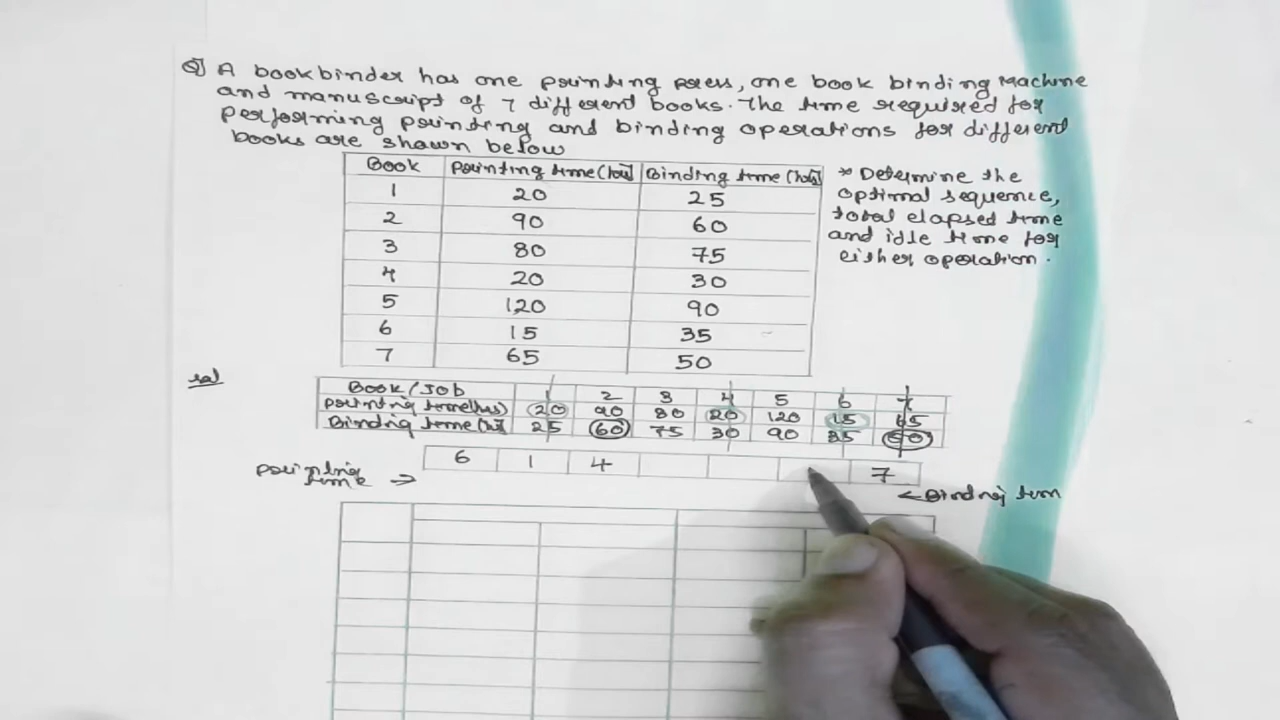 Q] A bookbinder has one printing press, one book binding Machine
and manuscript of 7 different books. The time required for
performing printing and binding operations for different
books are shown below
Book Printing time (hrs) Binding time (hrs)
1 20 25
2 90 60
3 80 75
4 20 30
5 120 90
6 15 35
7 65 50
* Determine the
optimal sequence,
total elapsed time
and idle time for
either operation.
sol
Book/Job 1 2 3 4 5 6 7
Printing time (hrs) 20 90 80 20 120 15 65
Binding time (hr) 25 60 75 30 90 35 50
6 1 4 7
printing
time →
← Binding time